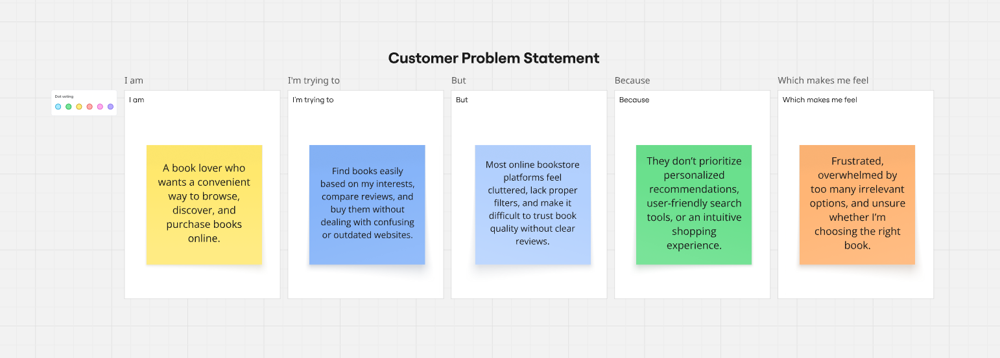 Customer Problem Statement
I am
I'm trying to
But
Because
Which makes me feel
Dot voting
I am
I'm trying to
But
Because
Which makes me feel
A book lover who
wants a convenient
way to browse,
discover, and
purchase books
online.
Find books easily
based on my interests,
compare reviews, and
buy them without
dealing with confusing
or outdated websites.
Most online bookstore
platforms feel
cluttered, lack proper
filters, and make it
difficult to trust book
quality without clear
reviews.
They don’t prioritize
personalized
recommendations,
user-friendly search
tools, or an intuitive
shopping
experience.
Frustrated,
overwhelmed by
too many irrelevant
options, and unsure
whether I’m
choosing the right
book.